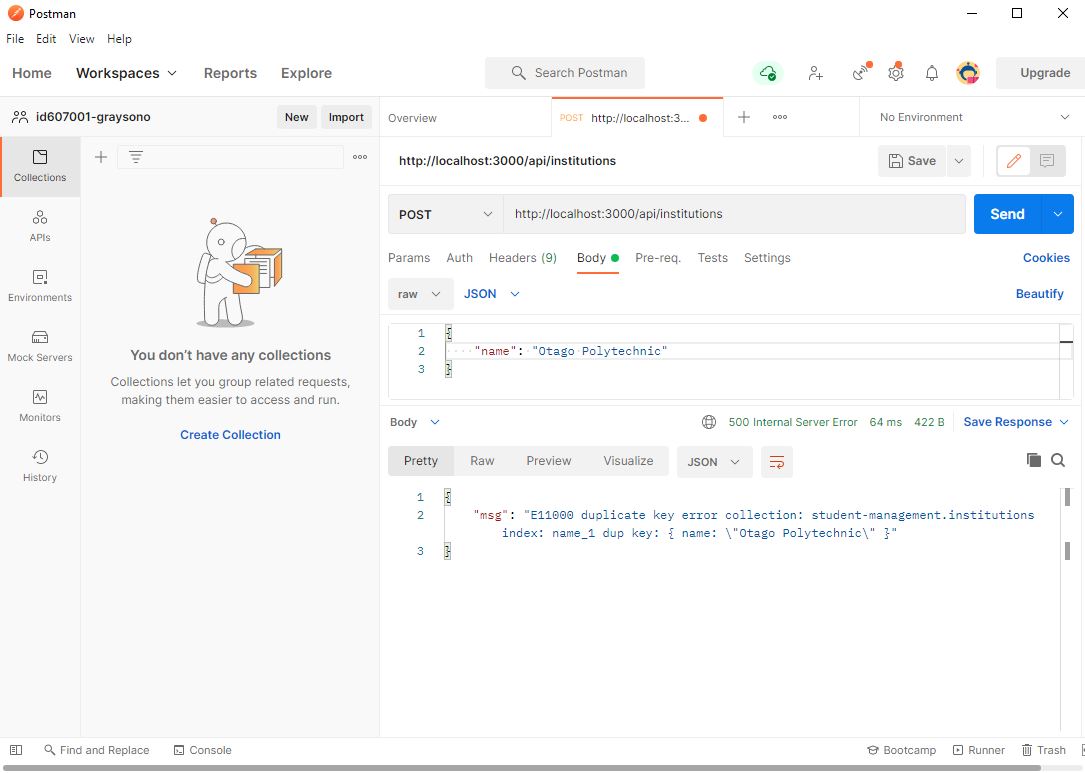 Postman
File Edit View Help
Home Workspaces Reports Explore Search Postman Upgrade
id607001-graysono New Import
Overview POST http://localhost:3... No Environment
Collections
APIs
Environments
Mock Servers
Monitors
History
You don't have any collections
Collections let you group related requests,
making them easier to access and run.
Create Collection
http://localhost:3000/api/institutions Save
POST http://localhost:3000/api/institutions Send
Params Auth Headers (9) Body Pre-req. Tests Settings Cookies
raw JSON Beautify
1 {
2 "name": "Otago Polytechnic"
3 }
Body 500 Internal Server Error 64 ms 422 B Save Response
Pretty Raw Preview Visualize JSON
1 {
2 "msg": "E11000 duplicate key error collection: student-management.institutions
index: name_1 dup key: { name: \"Otago Polytechnic\" }"
3 }
Find and Replace Console Bootcamp Runner Trash